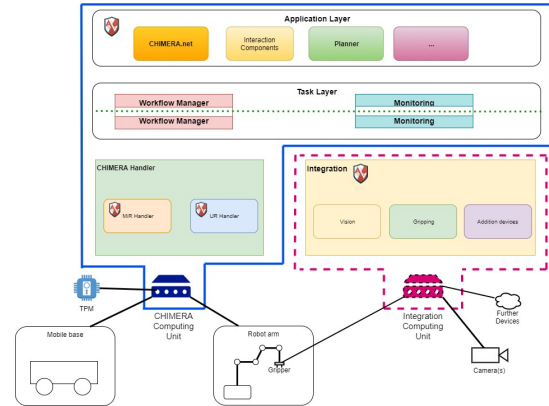 Application Layer
CHIMERA.net
Interaction
Components
Planner
...
Task Layer
Workflow Manager
Monitoring
Workflow Manager
Monitoring
CHIMERA Handler
Integration
MiR Handler
UR Handler
Vision
Gripping
Addition devices
TPM
CHIMERA
Computing
Unit
Integration
Computing
Unit
Further
Devices
Mobile base
Robot arm
Gripper
Camera(s)